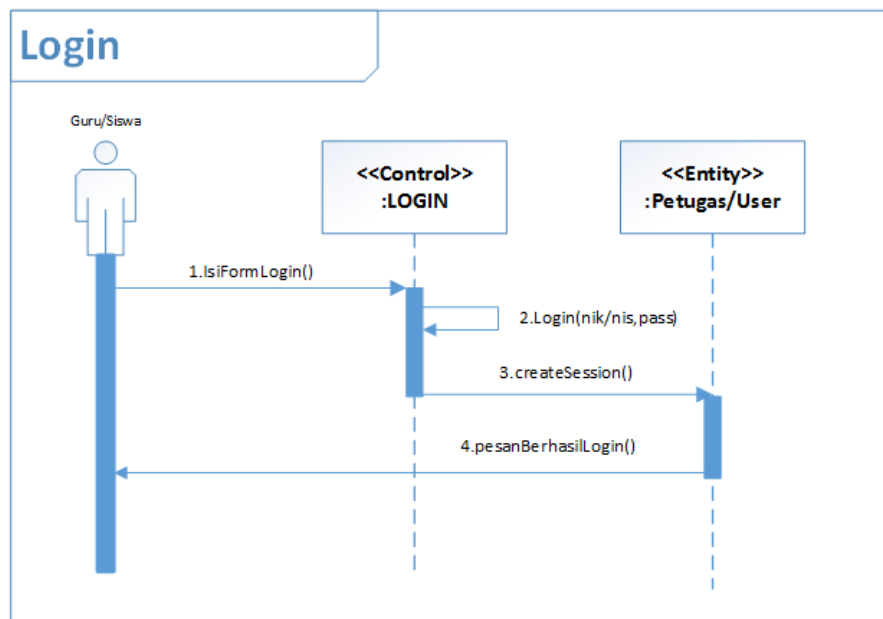 Login
Guru/Siswa
<<Control>>
:LOGIN
<<Entity>>
:Petugas/User
1.IsiFormLogin()
2.Login(nik/nis,pass)
3.createSession()
4.pesanBerhasilLogin()